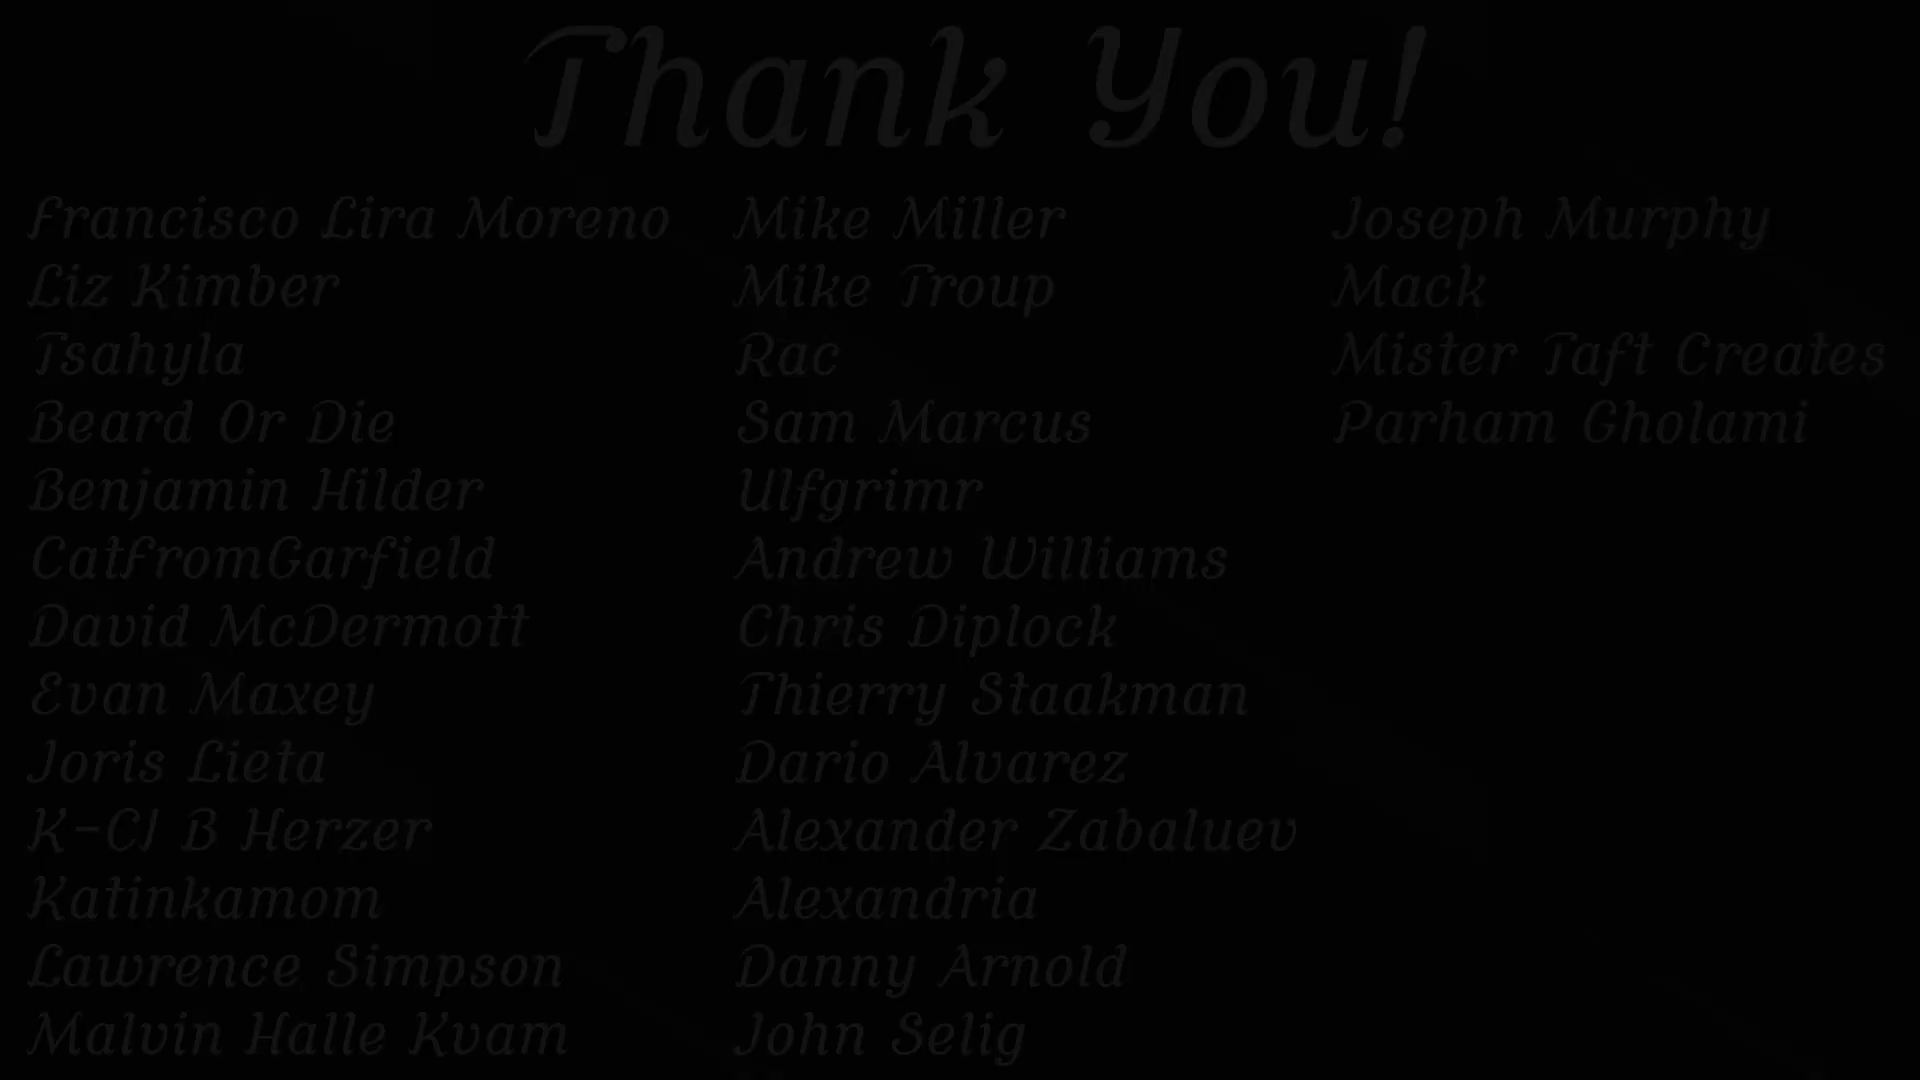 Thank You!
Francisco Lira Moreno
Liz Kimber
Tsahyla
Beard Or Die
Benjamin Hilder
CatFromGarfield
David McDermott
Evan Maxey
Joris Lieta
K-CJ B Herzer
Katinkamom
Lawrence Simpson
Malvin Halle Kvam
Mike Miller
Mike Troup
Rac
Sam Marcus
Ulfgrimr
Andrew Williams
Chris Diplock
Thierry Staakman
Dario Alvarez
Alexander Zabaluev
Alexandria
Danny Arnold
John Selig
Joseph Murphy
Mack
Mister Taft Creates
Parham Gholami